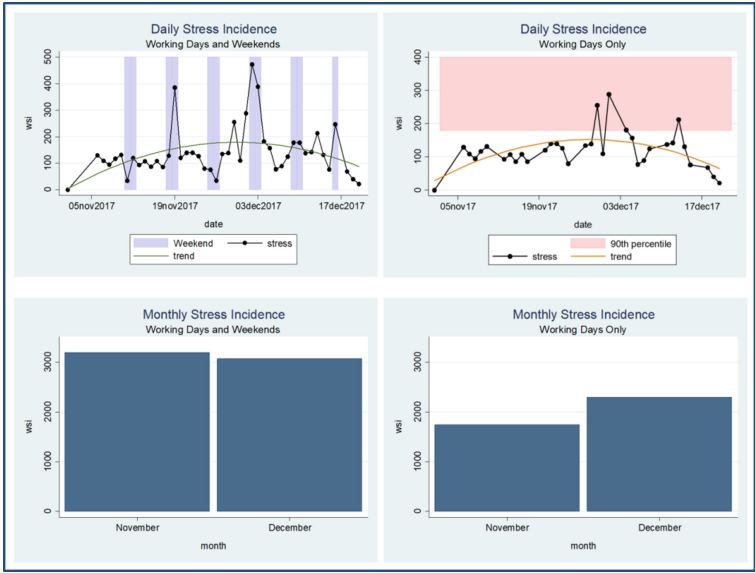 Daily Stress Incidence
Working Days and Weekends
500
400
300
200
100
0
wsi
05nov2017 19nov2017 03dec2017 17dec2017
date
Weekend stress
trend
Daily Stress Incidence
Working Days Only
400
300
200
100
0
wsi
05nov17 19nov17 03dec17 17dec17
date
90th percentile
stress trend
Monthly Stress Incidence
Working Days and Weekends
3000
2000
1000
0
wsi
November December
month
Monthly Stress Incidence
Working Days Only
3000
2000
1000
0
wsi
November December
month